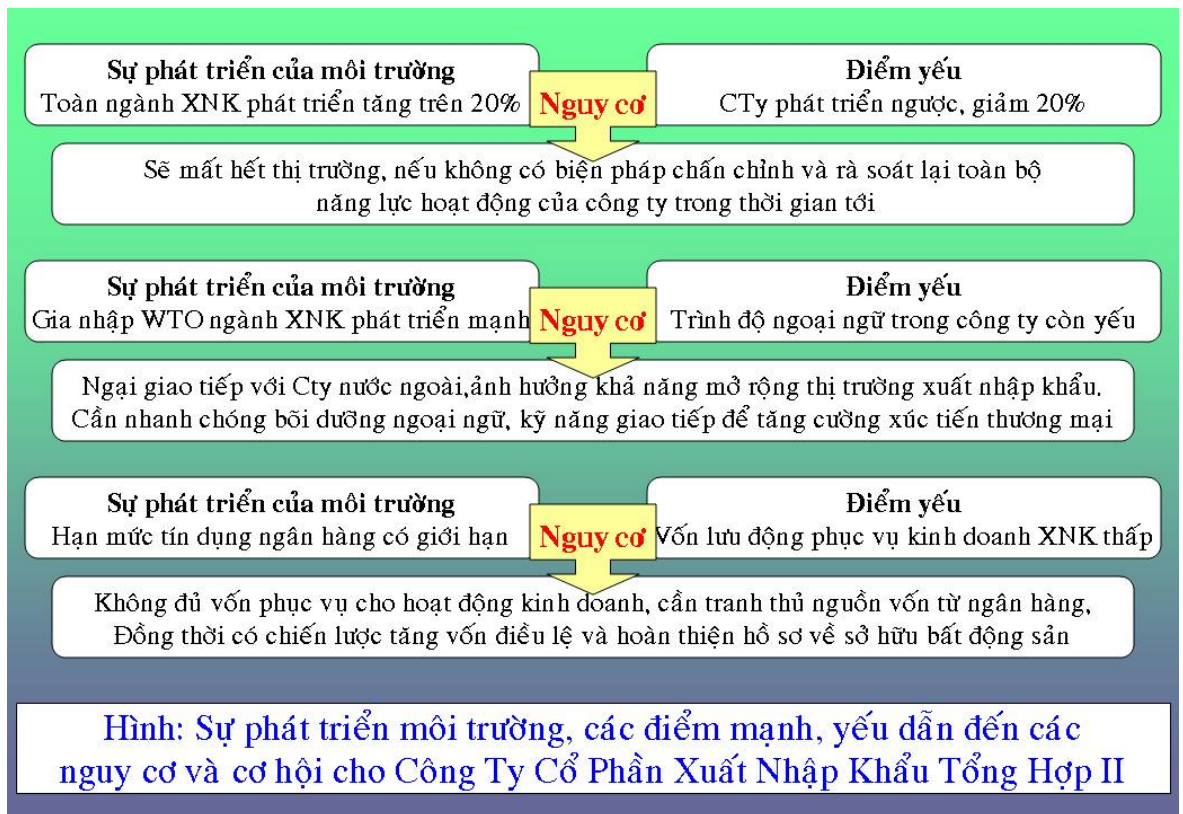 Sự phát triển của môi trường
Toàn ngành XNK phát triển tăng trên 20%
Nguy cơ
Điểm yếu
CTy phát triển ngược, giảm 20%
Sẽ mất hết thị trường, nếu không có biện pháp chấn chỉnh và rà soát lại toàn bộ
năng lực hoạt động của công ty trong thời gian tới
Sự phát triển của môi trường
Gia nhập WTO ngành XNK phát triển mạnh
Nguy cơ
Điểm yếu
Trình độ ngoại ngữ trong công ty còn yếu
Ngại giao tiếp với Cty nước ngoài,ảnh hưởng khả năng mở rộng thị trường xuất nhập khẩu.
Cần nhanh chóng bồi dưỡng ngoại ngữ, kỹ năng giao tiếp để tăng cường xúc tiến thương mại
Sự phát triển của môi trường
Hạn mức tín dụng ngân hàng có giới hạn
Nguy cơ
Điểm yếu
Vốn lưu động phục vụ kinh doanh XNK thấp
Không đủ vốn phục vụ cho hoạt động kinh doanh, cần tranh thủ nguồn vốn từ ngân hàng,
Đồng thời có chiến lược tăng vốn điều lệ và hoàn thiện hồ sơ về sở hữu bất động sản
Hình: Sự phát triển môi trường, các điểm mạnh, yếu dẫn đến các
nguy cơ và cơ hội cho Công Ty Cổ Phần Xuất Nhập Khẩu Tổng Hợp II